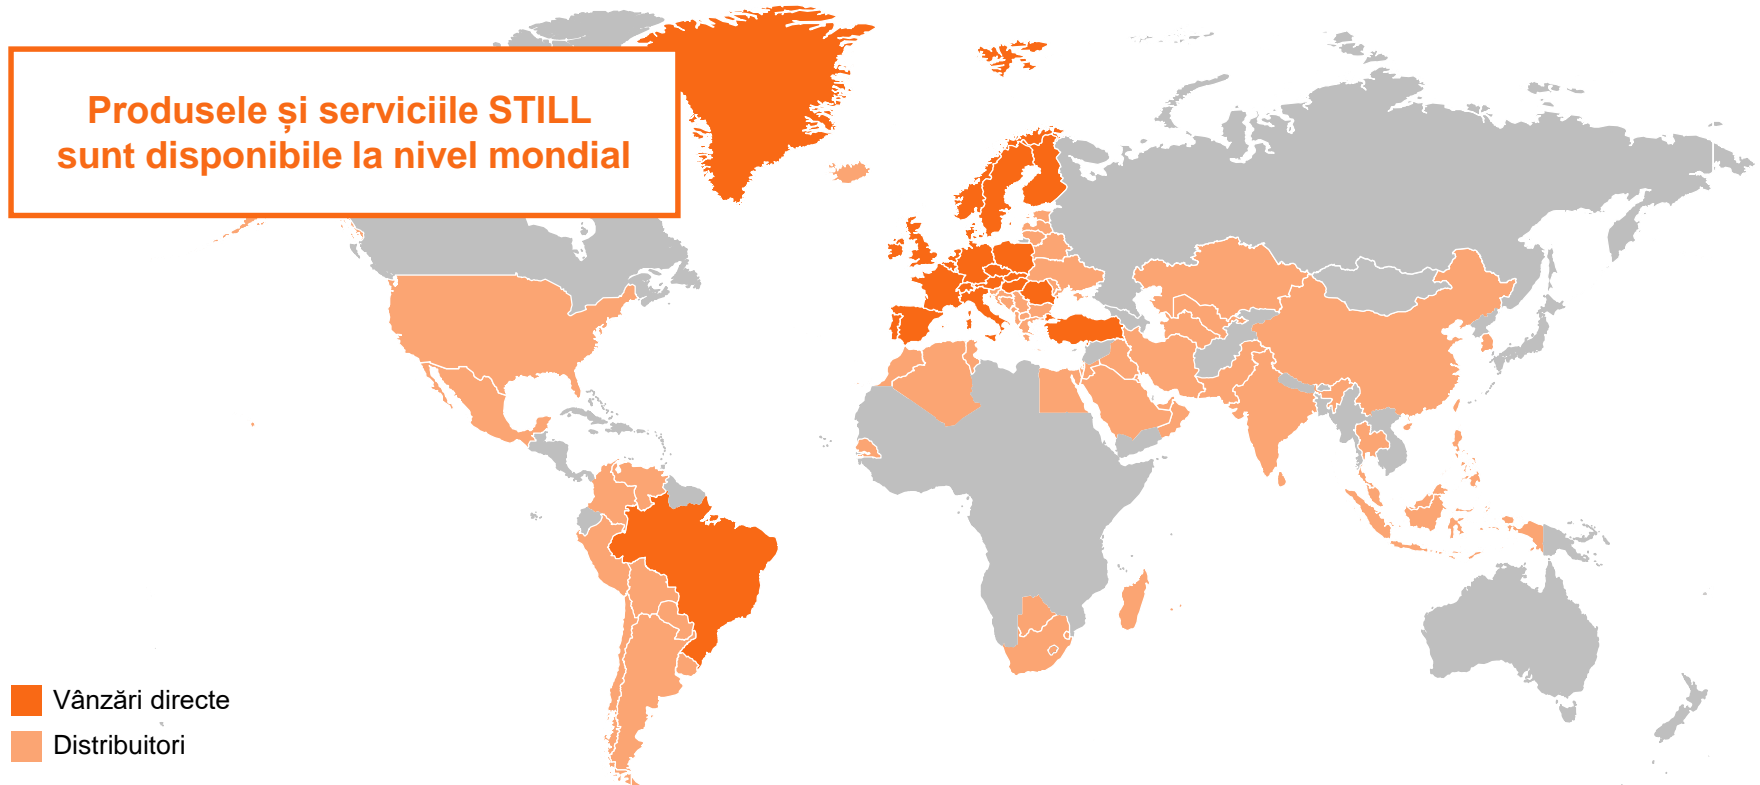 Produsele și serviciile STILL
sunt disponibile la nivel mondial
Vânzări directe
Distribuitori